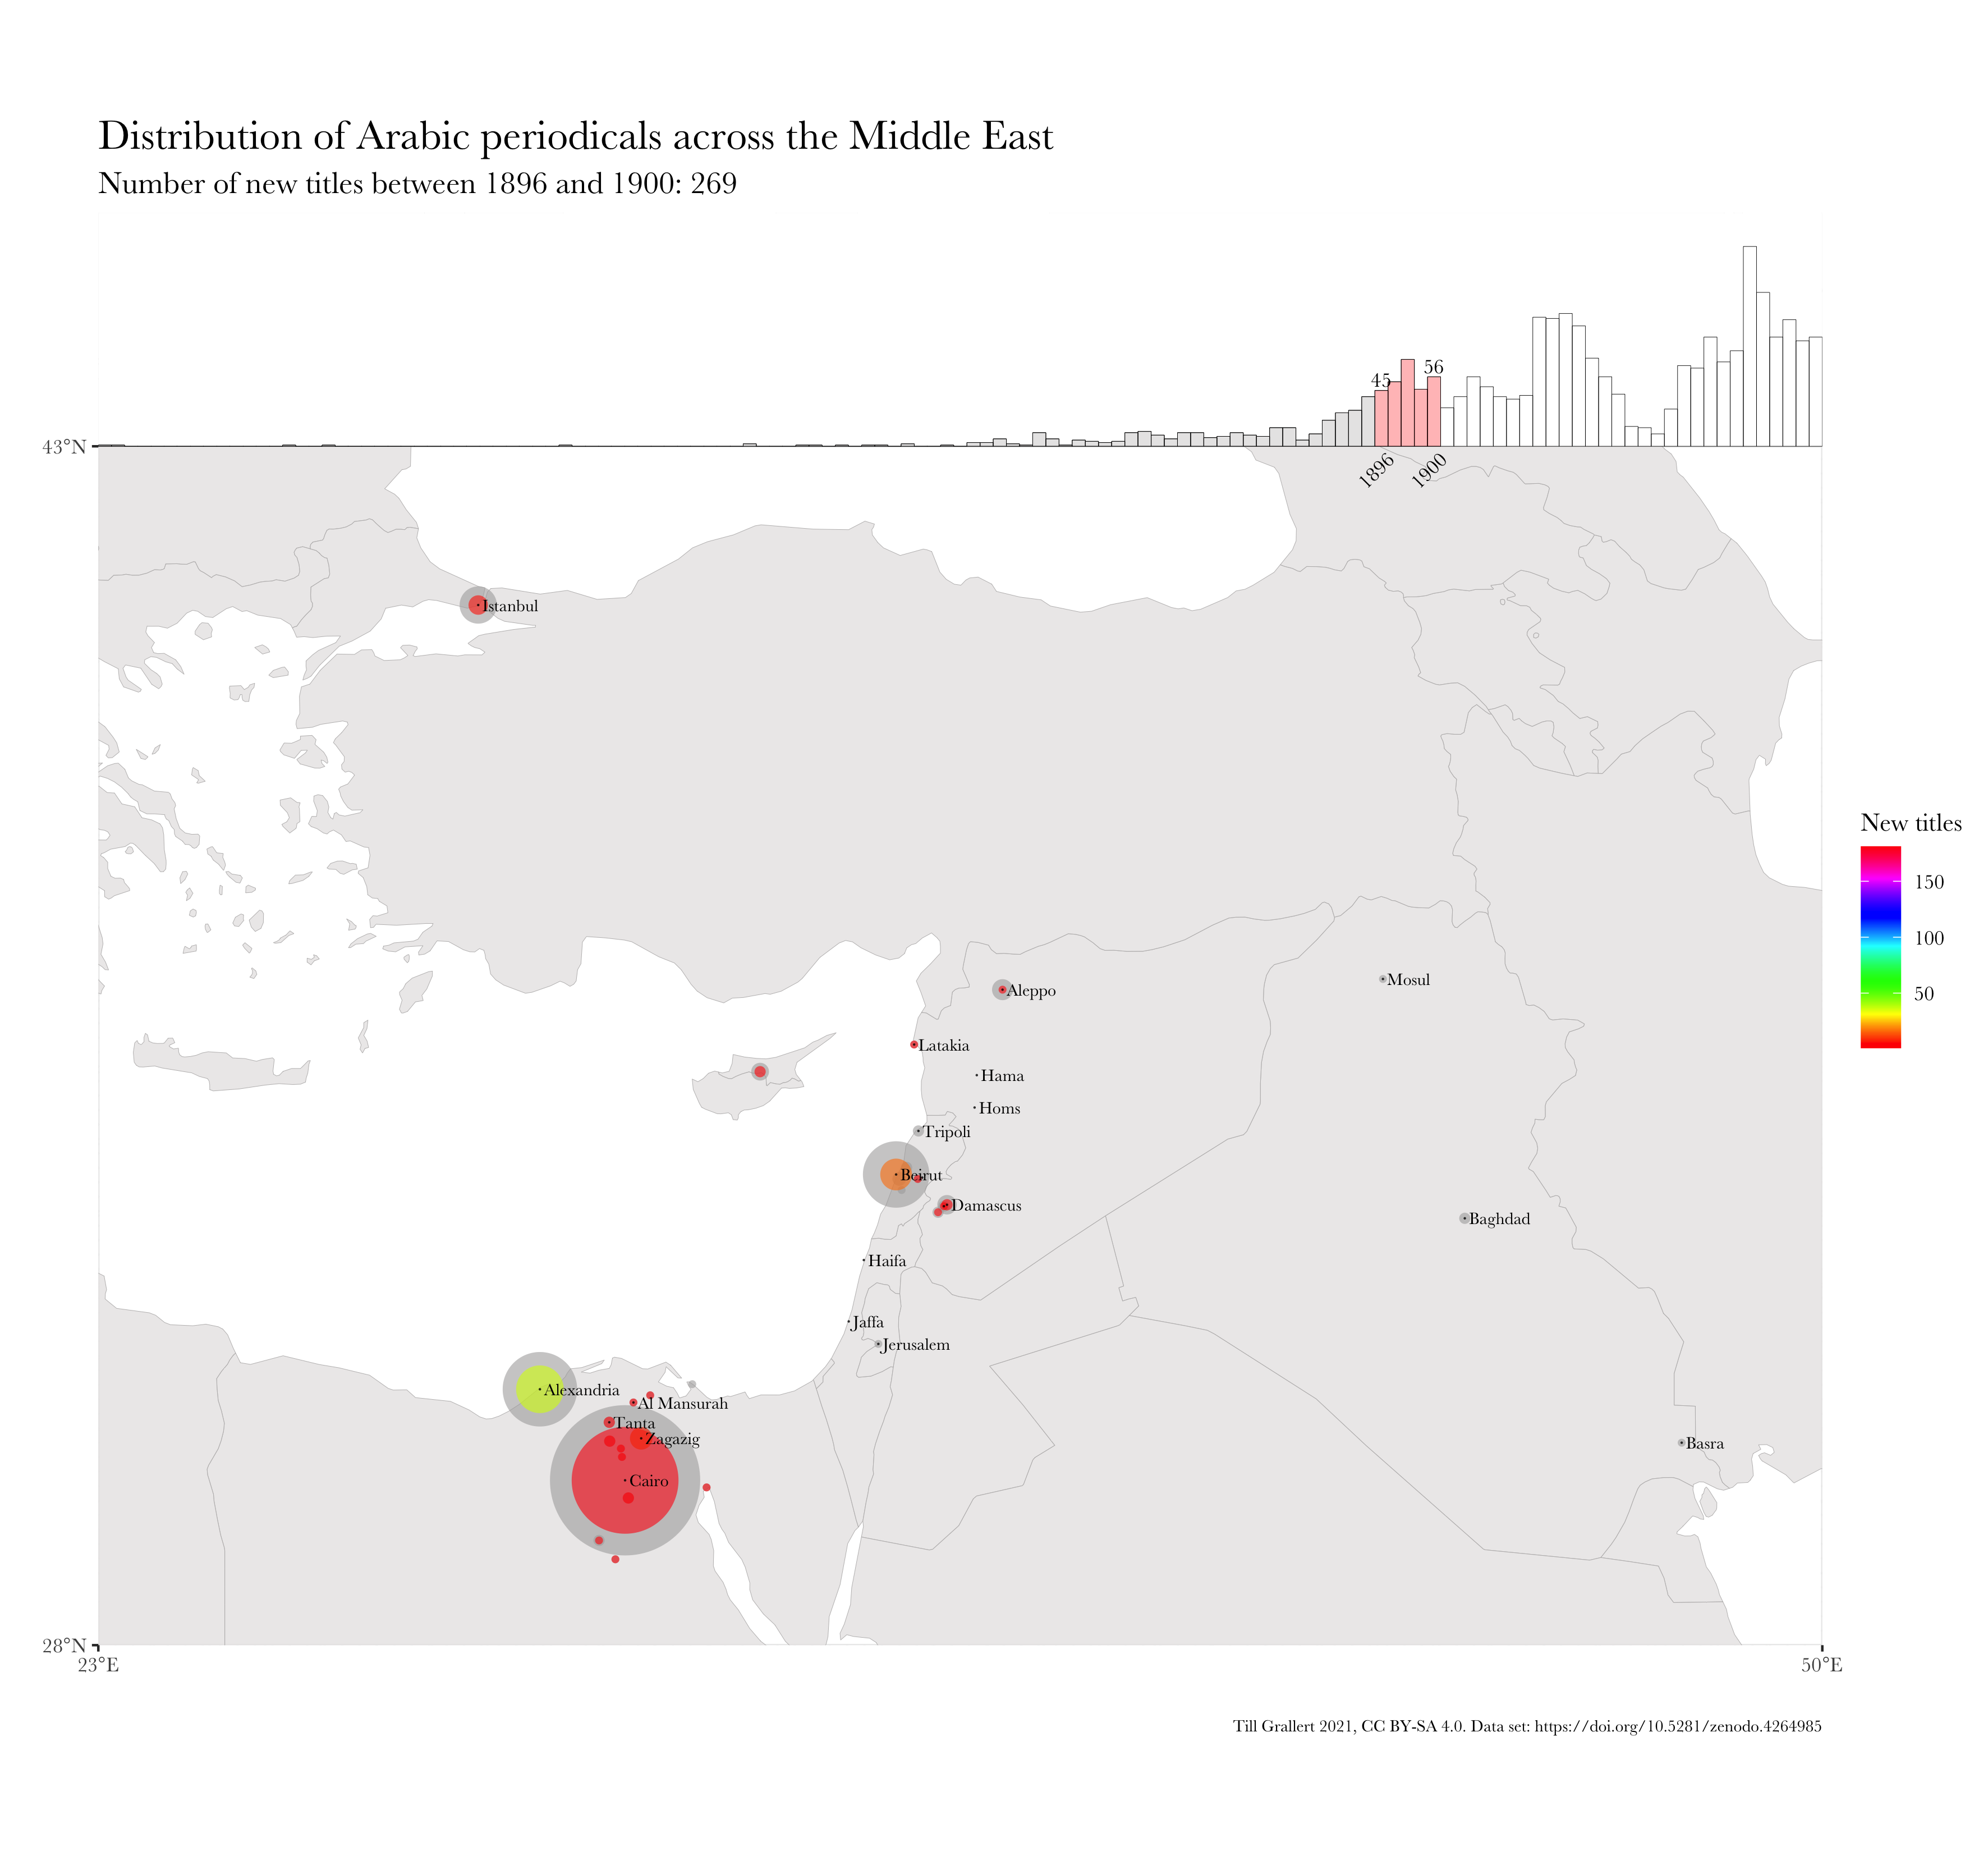 Distribution of Arabic periodicals across the Middle East
Number of new titles between 1896 and 1900: 269
45
56
43°N
1896
1900
Istanbul
New titles
150
100
50
Mosul
Aleppo
Latakia
Hama
Homs
Tripoli
Beirut
Damascus
Baghdad
Haifa
Jaffa
Jerusalem
Alexandria
Al Mansurah
Tanta
Zagazig
Basra
Cairo
28°N
23°E
50°E
Till Grallert 2021, CC BY-SA 4.0. Data set: https://doi.org/10.5281/zenodo.4264985